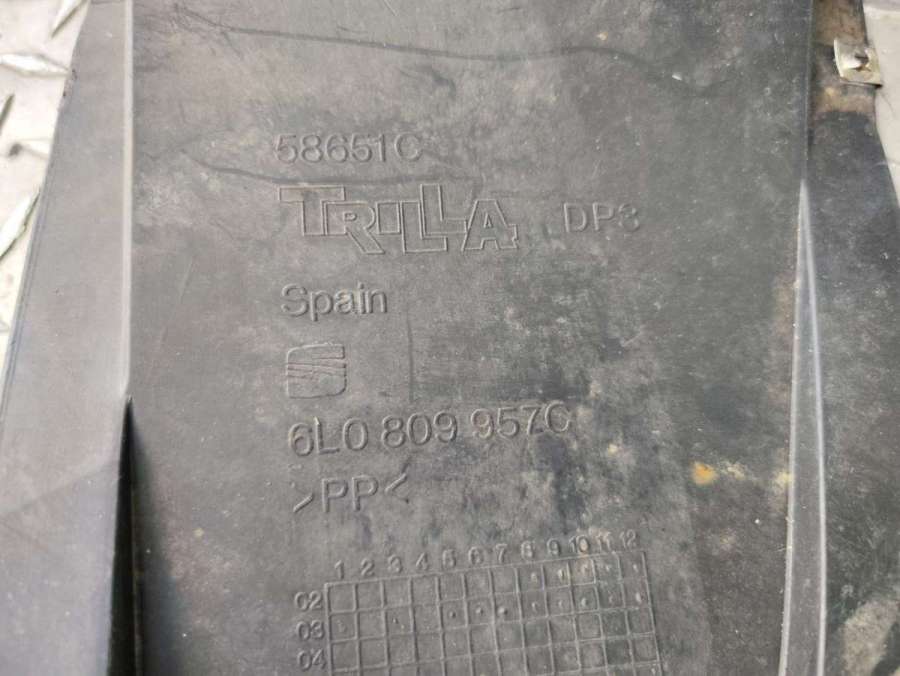 58651C
TRILLA DP3
Spain
6L0 809 957C
>PP<
1 2 3 4 5 6 7 8 9 10 11 12
02
03
04